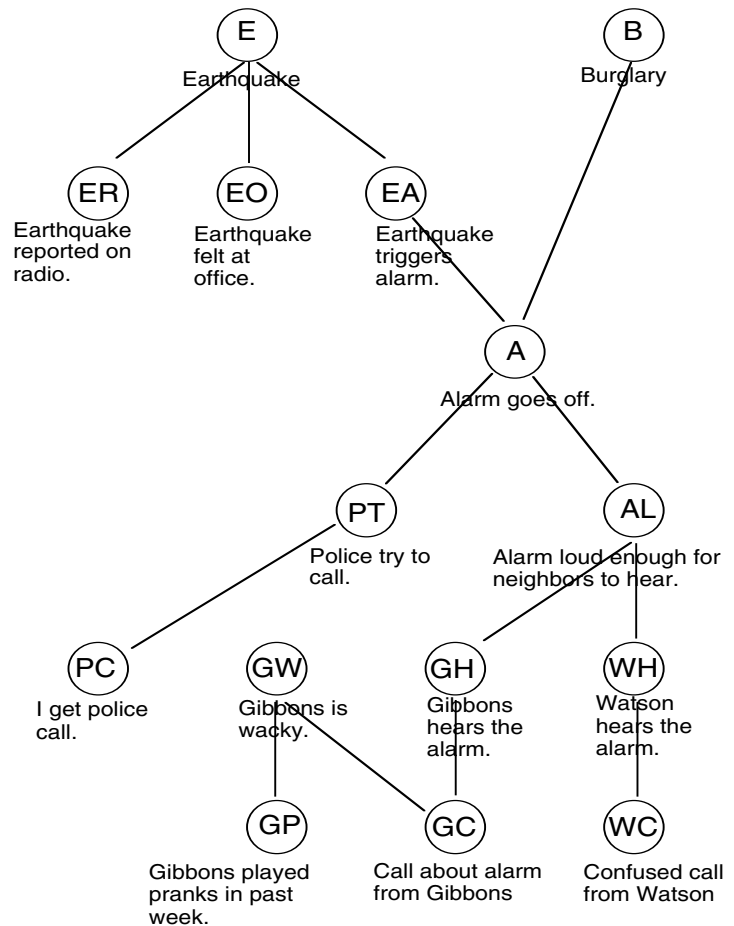 E
B
Earthquake
Burglary
ER
EO
EA
Earthquake
reported on
radio.
Earthquake
felt at
office.
Earthquake
triggers
alarm.
A
Alarm goes off.
PT
AL
Police try to
call.
Alarm loud enough for
neighbors to hear.
PC
GW
GH
WH
I get police
call.
Gibbons is
wacky.
Gibbons
hears the
alarm.
Watson
hears the
alarm.
GP
GC
WC
Gibbons played
pranks in past
week.
Call about alarm
from Gibbons
Confused call
from Watson